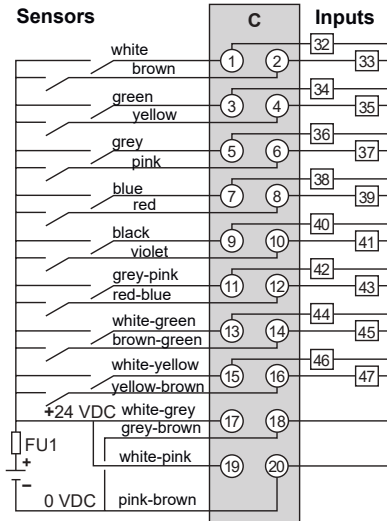 Sensors C Inputs
32
white 1 2 33
brown
34
green 3 4 35
yellow
36
grey 5 6 37
pink
38
blue 7 8 39
red
40
black 9 10 41
violet
42
grey-pink 11 12 43
red-blue
44
white-green 13 14 45
brown-green
46
white-yellow 15 16 47
yellow-brown
+24 VDC white-grey 17 18
grey-brown
FU1
+ white-pink 19 20
−
0 VDC pink-brown